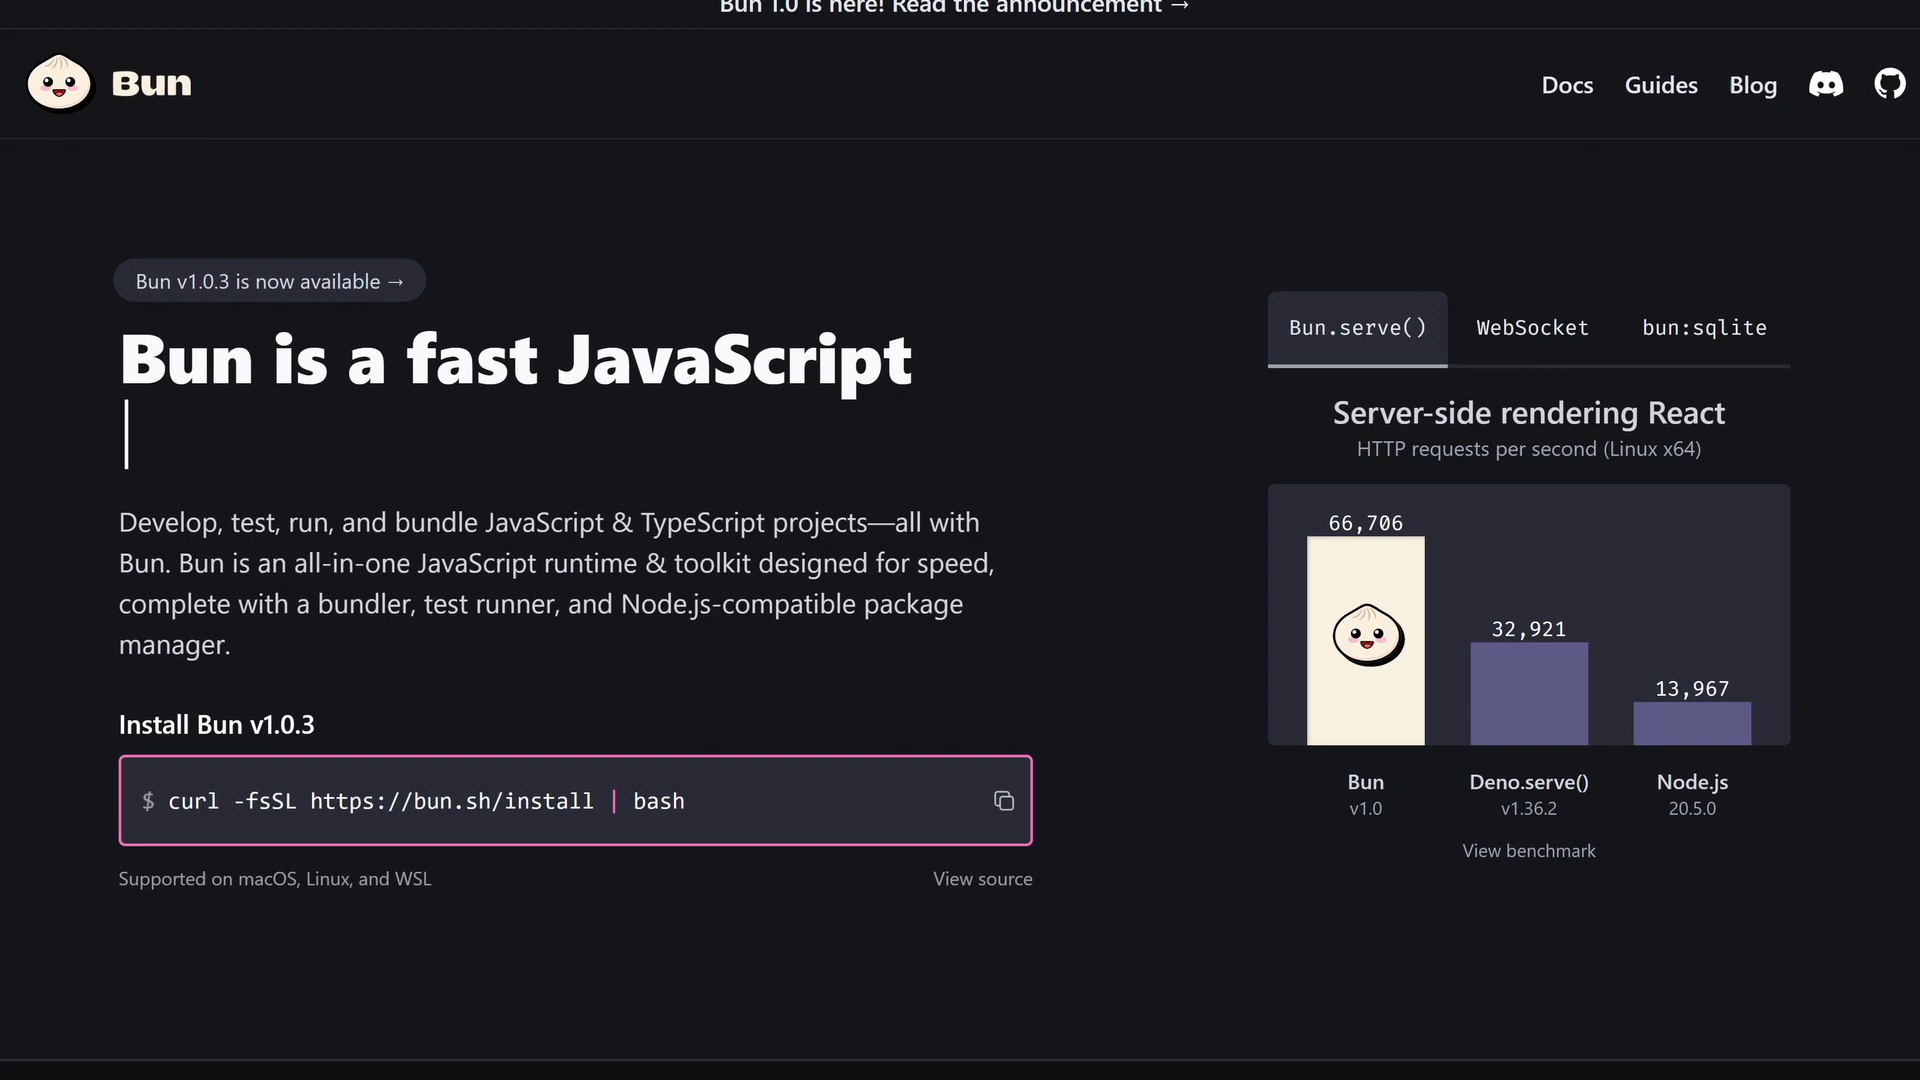 Bun 1.0 is here! Read the announcement →
Bun
Docs Guides Blog
Bun v1.0.3 is now available →
Bun is a fast JavaScript
Develop, test, run, and bundle JavaScript & TypeScript projects—all with
Bun. Bun is an all-in-one JavaScript runtime & toolkit designed for speed,
complete with a bundler, test runner, and Node.js-compatible package
manager.
Install Bun v1.0.3
$ curl -fsSL https://bun.sh/install | bash
Supported on macOS, Linux, and WSL
View source
Bun.serve() WebSocket bun:sqlite
Server-side rendering React
HTTP requests per second (Linux x64)
66,706
32,921
13,967
Bun Deno.serve() Node.js
v1.0 v1.36.2 20.5.0
View benchmark